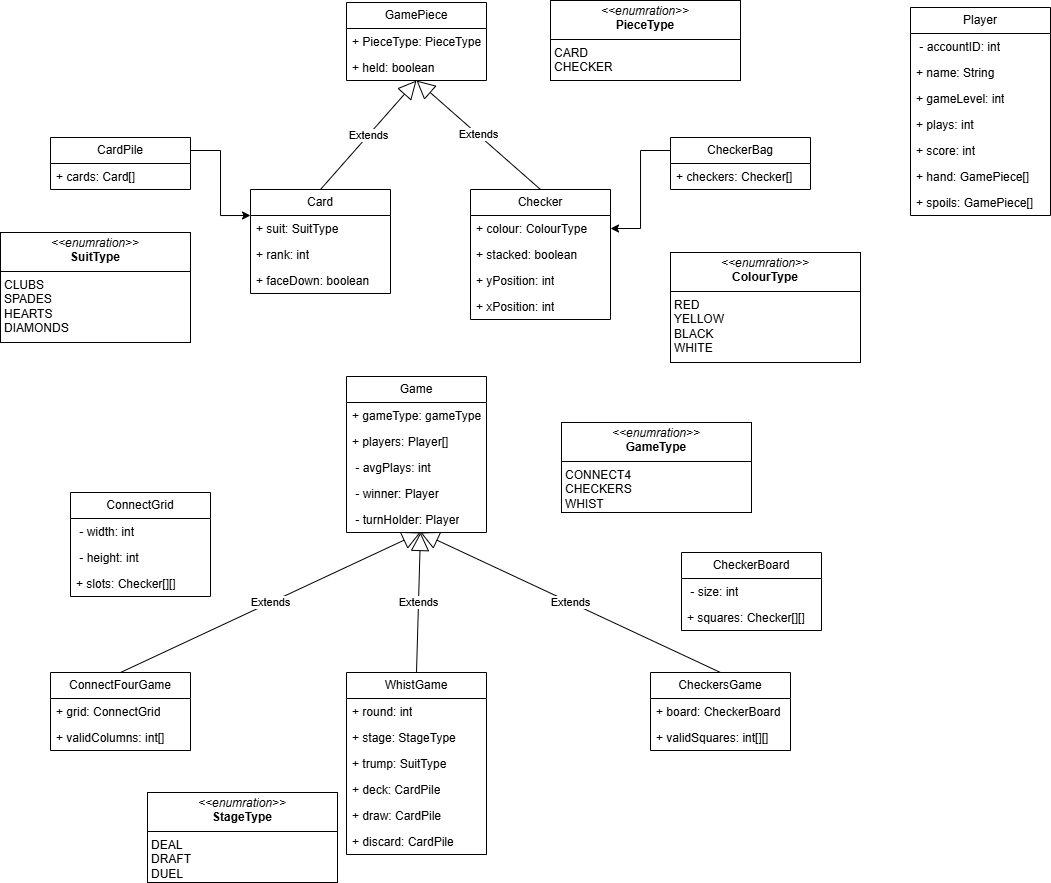 GamePiece
+ PieceType: PieceType
+ held: boolean
<<enumration>>
PieceType
CARD
CHECKER
Player
- accountID: int
+ name: String
+ gameLevel: int
+ plays: int
+ score: int
+ hand: GamePiece[]
+ spoils: GamePiece[]
Extends
Extends
CardPile
+ cards: Card[]
CheckerBag
+ checkers: Checker[]
Card
+ suit: SuitType
+ rank: int
+ faceDown: boolean
Checker
+ colour: ColourType
+ stacked: boolean
+ yPosition: int
+ xPosition: int
<<enumration>>
SuitType
CLUBS
SPADES
HEARTS
DIAMONDS
<<enumration>>
ColourType
RED
YELLOW
BLACK
WHITE
Game
+ gameType: gameType
+ players: Player[]
- avgPlays: int
- winner: Player
- turnHolder: Player
<<enumration>>
GameType
CONNECT4
CHECKERS
WHIST
ConnectGrid
- width: int
- height: int
+ slots: Checker[][]
CheckerBoard
- size: int
+ squares: Checker[][]
Extends
Extends
Extends
ConnectFourGame
+ grid: ConnectGrid
+ validColumns: int[]
WhistGame
+ round: int
+ stage: StageType
+ trump: SuitType
+ deck: CardPile
+ draw: CardPile
+ discard: CardPile
CheckersGame
+ board: CheckerBoard
+ validSquares: int[][]
<<enumration>>
StageType
DEAL
DRAFT
DUEL